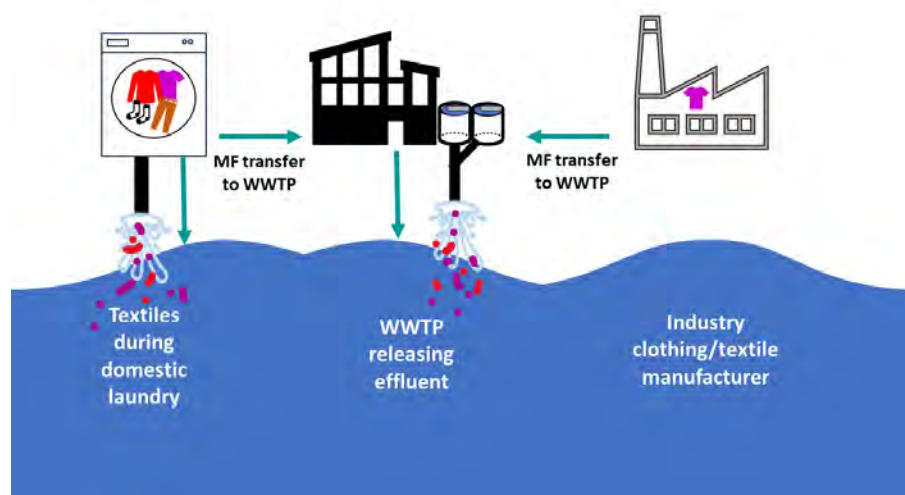 MF transfer
to WWTP
MF transfer
to WWTP
Textiles
during
domestic
laundry
WWTP
releasing
effluent
Industry
clothing/textile
manufacturer